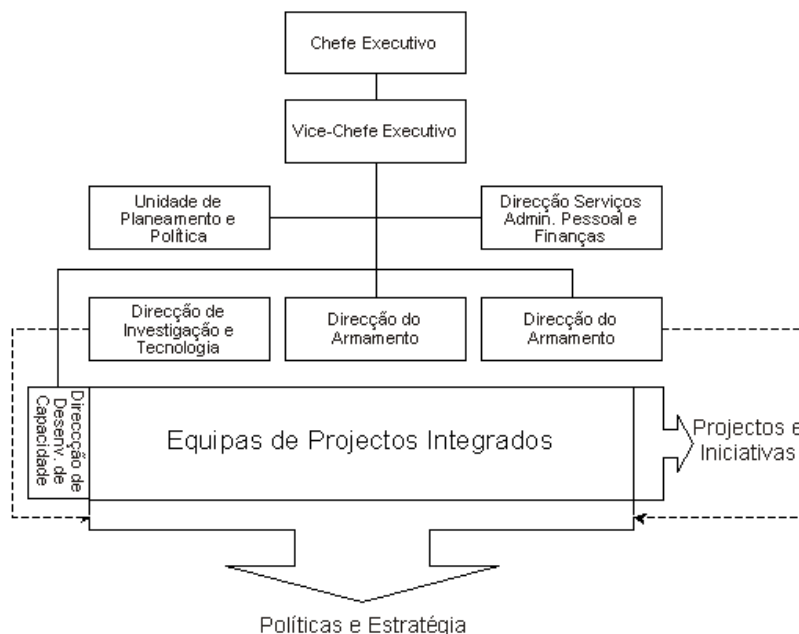 Chefe Executivo
Vice-Chefe Executivo
Unidade de
Planeamento e
Política
Direcção Serviços
Admin. Pessoal e
Finanças
Direcção de
Investigação e
Tecnologia
Direcção do
Armamento
Direcção do
Armamento
Direccção de
Desenv. de
Capacidade
Equipas de Projectos Integrados
Projectos e
Iniciativas
Políticas e Estratégia